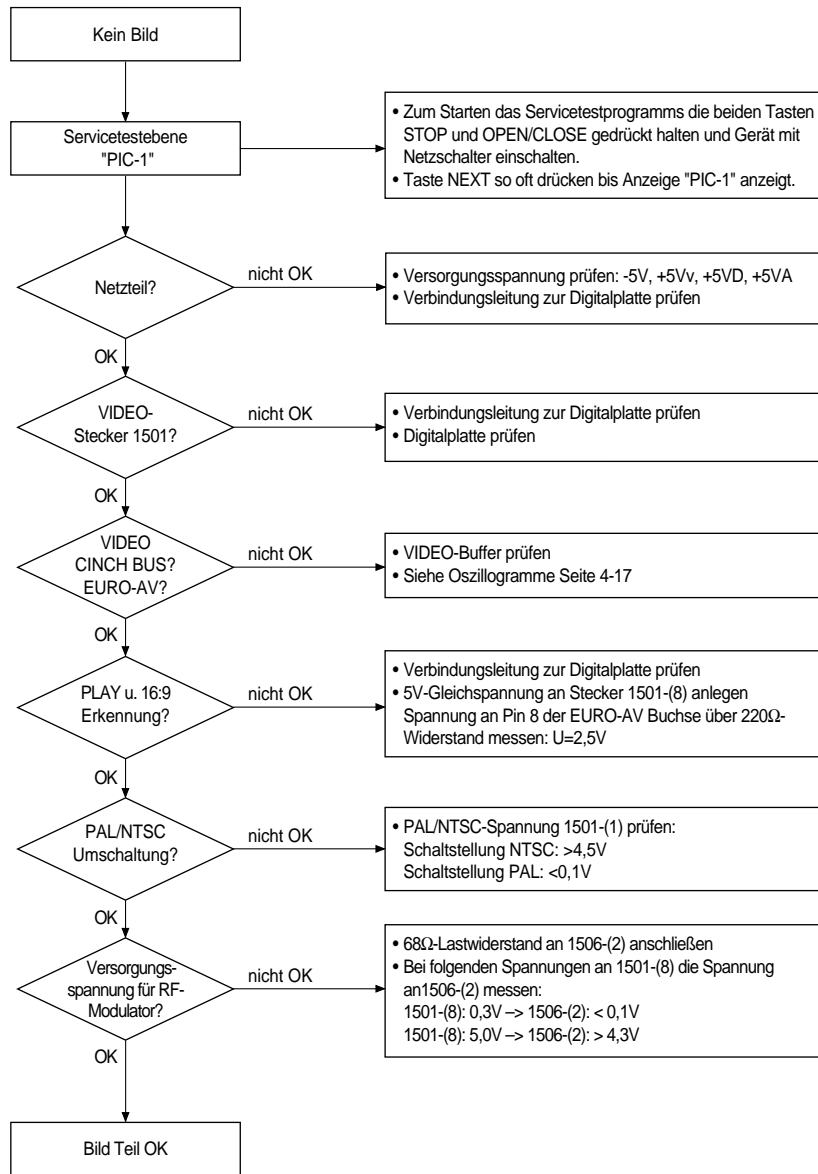 Kein Bild
Servicetestebene
"PIC-1"
• Zum Starten das Servicetestprogramms die beiden Tasten
STOP und OPEN/CLOSE gedrückt halten und Gerät mit
Netzschalter einschalten.
• Taste NEXT so oft drücken bis Anzeige "PIC-1" anzeigt.
Netzteil?
nicht OK
• Versorgungsspannung prüfen: -5V, +5Vv, +5VD, +5VA
• Verbindungsleitung zur Digitalplatte prüfen
OK
VIDEO-
Stecker 1501?
nicht OK
• Verbindungsleitung zur Digitalplatte prüfen
• Digitalplatte prüfen
OK
VIDEO
CINCH BUS?
EURO-AV?
nicht OK
• VIDEO-Buffer prüfen
• Siehe Oszillogramme Seite 4-17
OK
PLAY u. 16:9
Erkennung?
nicht OK
• Verbindungsleitung zur Digitalplatte prüfen
• 5V-Gleichspannung an Stecker 1501-(8) anlegen
Spannung an Pin 8 der EURO-AV Buchse über 220Ω-
Widerstand messen: U=2,5V
OK
PAL/NTSC
Umschaltung?
nicht OK
• PAL/NTSC-Spannung 1501-(1) prüfen:
Schaltstellung NTSC: >4,5V
Schaltstellung PAL: <0,1V
OK
Versorgungs-
spannung für RF-
Modulator?
nicht OK
• 68Ω-Lastwiderstand an 1506-(2) anschließen
• Bei folgenden Spannungen an 1501-(8) die Spannung
an1506-(2) messen:
1501-(8): 0,3V –> 1506-(2): < 0,1V
1501-(8): 5,0V –> 1506-(2): > 4,3V
OK
Bild Teil OK